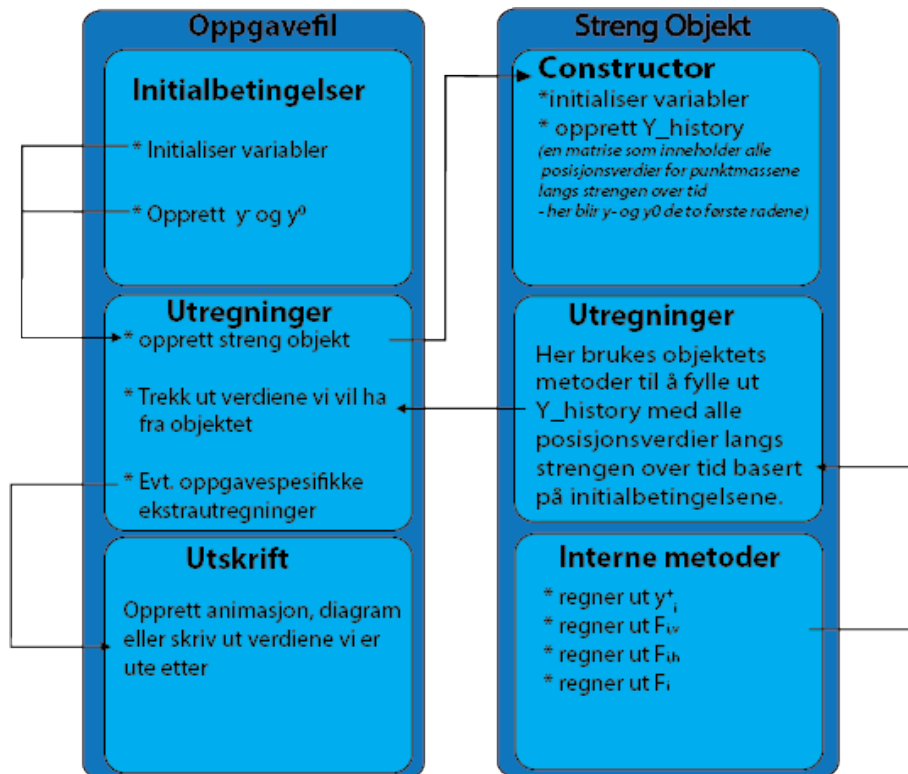 Oppgavefil
Initialbetingelser
* Initialiser variabler
* Opprett y⁻ og y⁰
Utregninger
* opprett streng objekt
* Trekk ut verdiene vi vil ha
fra objektet
* Evt. oppgavespesifikke
ekstrautregninger
Utskrift
Opprett animasjon, diagram
eller skriv ut verdiene vi er
ute etter
Streng Objekt
Constructor
*initialiser variabler
* opprett Y_history
(en matrise som inneholder alle
posisjonsverdier for punktmassene
langs strengen over tid
- her blir y- og y0 de to første radene)
Utregninger
Her brukes objektets
metoder til å fylle ut
Y_history med alle
posisjonsverdier langs
strengen over tid basert
på initialbetingelsene.
Interne metoder
* regner ut y⁺ᵢ
* regner ut Fᵢᵥ
* regner ut Fᵢₕ
* regner ut Fᵢ